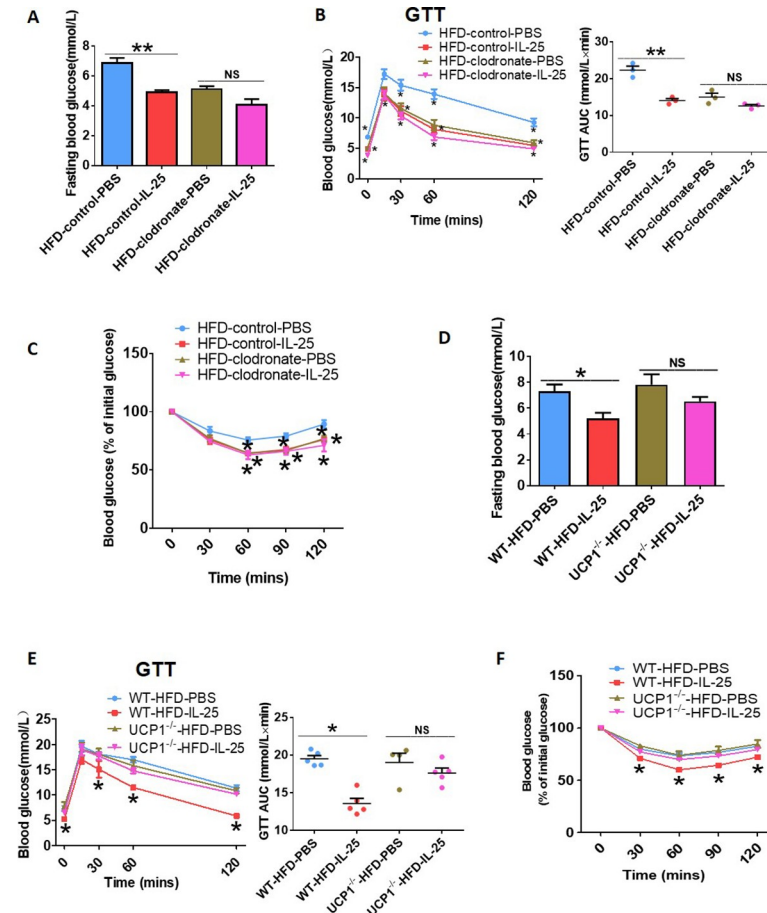 A
Fasting blood glucose(mmol/L)
10
8
6
4
2
0
**
NS
HFD-control-PBS
HFD-control-IL-25
HFD-clodronate-PBS
HFD-clodronate-IL-25
B
GTT
HFD-control-PBS
HFD-control-IL-25
HFD-clodronate-PBS
HFD-clodronate-IL-25
Blood glucose(mmol/L)
20
15
10
5
0
0
30
60
120
Time (mins)
GTT AUC (mmol/L×min)
30
20
10
0
**
NS
HFD-control-PBS
HFD-control-IL-25
HFD-clodronate-PBS
HFD-clodronate-IL-25
C
HFD-control-PBS
HFD-control-IL-25
HFD-clodronate-PBS
HFD-clodronate-IL-25
Blood glucose (% of initial glucose)
150
100
50
0
0
30
60
90
120
Time (mins)
D
Fasting blood glucose(mmol/L)
10
8
6
4
2
0
*
NS
WT-HFD-PBS
WT-HFD-IL-25
UCP1⁻/⁻-HFD-PBS
UCP1⁻/⁻-HFD-IL-25
E
GTT
WT-HFD-PBS
WT-HFD-IL-25
UCP1⁻/⁻-HFD-PBS
UCP1⁻/⁻-HFD-IL-25
Blood glucose(mmol/L)
25
20
15
10
5
0
0
30
60
120
Time (mins)
GTT AUC (mmol/L×min)
25
20
15
10
*
NS
WT-HFD-PBS
WT-HFD-IL-25
UCP1⁻/⁻-HFD-PBS
UCP1⁻/⁻-HFD-IL-25
F
WT-HFD-PBS
WT-HFD-IL-25
UCP1⁻/⁻-HFD-PBS
UCP1⁻/⁻-HFD-IL-25
Blood glucose
(% of initial glucose)
150
100
50
0
0
30
60
90
120
Time (mins)